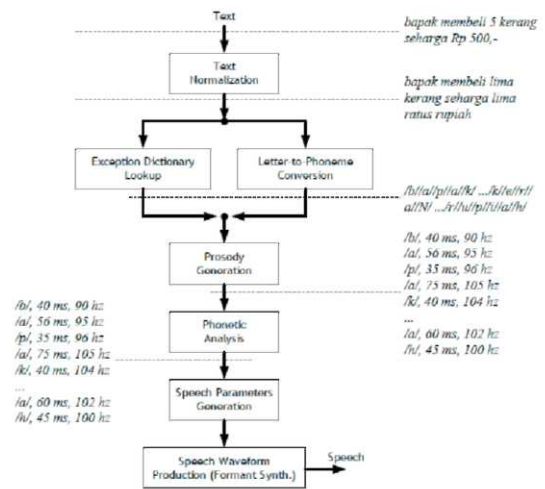 Text
bapak membeli 5 kerang
seharga Rp 500,-
Text
Normalization
bapak membeli lima
kerang seharga lima
ratus rupiah
Exception Dictionary
Lookup
Letter-to-Phoneme
Conversion
/b//a//p//a//k/ .../k//e//r//
a//N/ .../r//u//p//i//a//h/
Prosody
Generation
/b/, 40 ms, 90 hz
/a/, 56 ms, 95 hz
/p/, 35 ms, 96 hz
/a/, 75 ms, 105 hz
/k/, 40 ms, 104 hz
...
/a/, 60 ms, 102 hz
/h/, 45 ms, 100 hz
/b/, 40 ms, 90 hz
/a/, 56 ms, 95 hz
/p/, 35 ms, 96 hz
/a/, 75 ms, 105 hz
/k/, 40 ms, 104 hz
...
/a/, 60 ms, 102 hz
/h/, 45 ms, 100 hz
Phonetic
Analysis
Speech Parameters
Generation
Speech Waveform
Production (Formant Synth.)
Speech